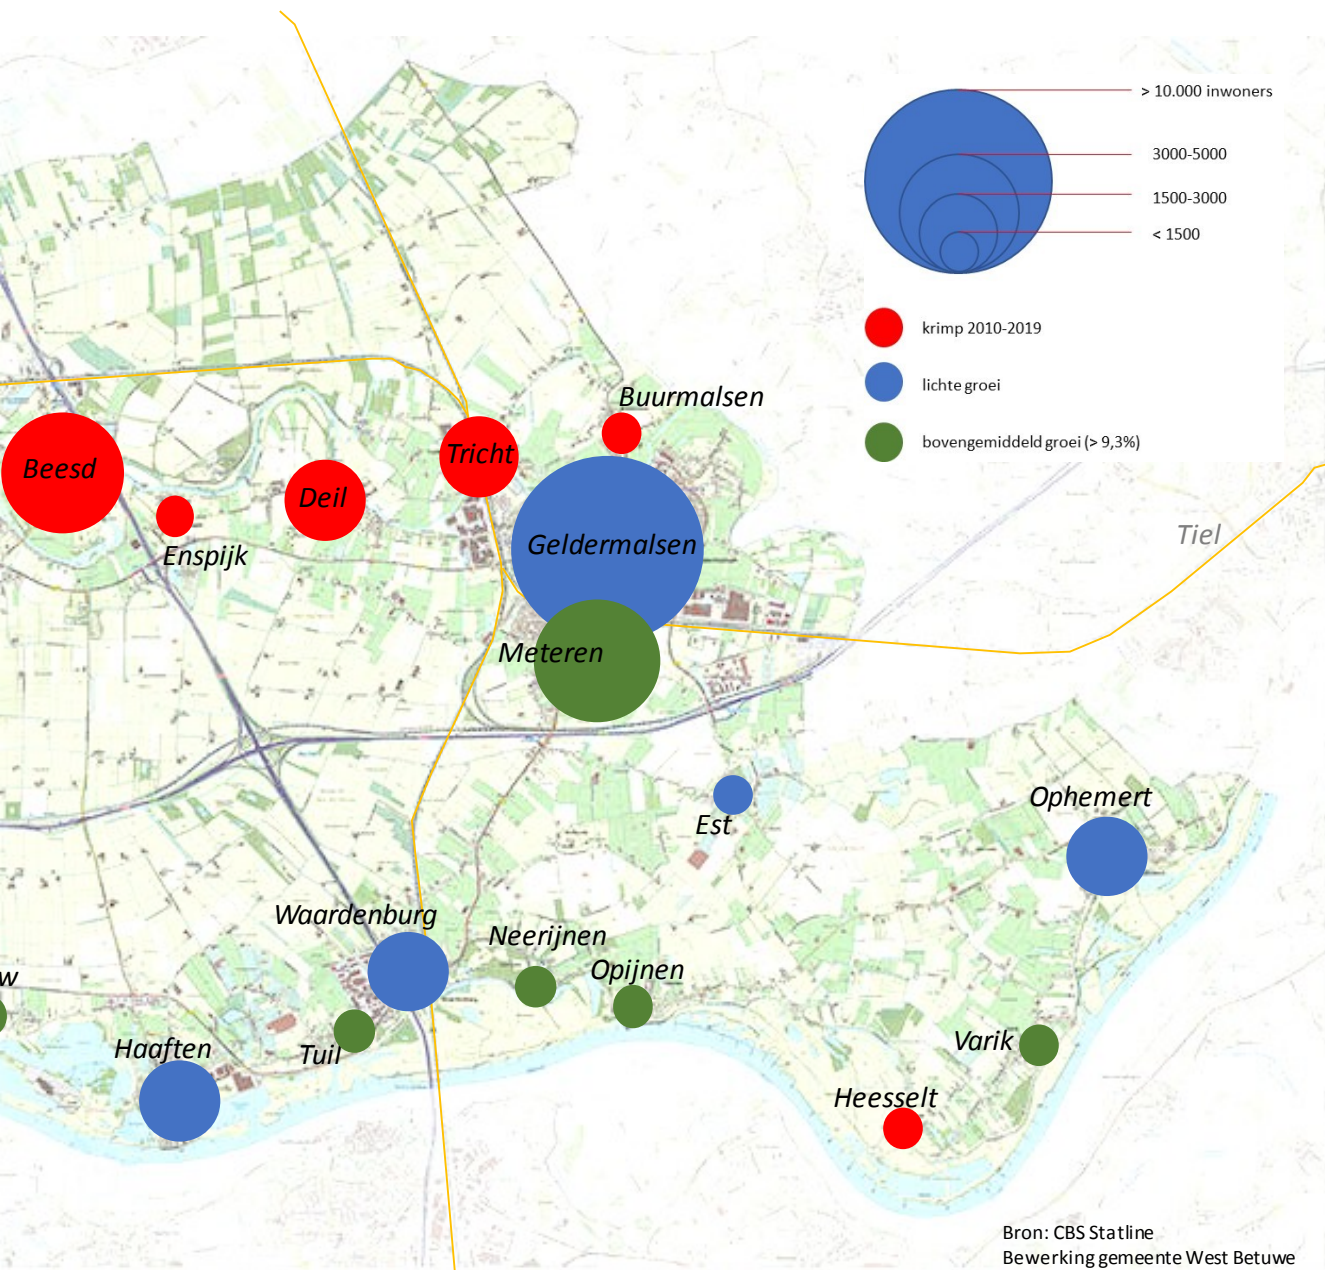 > 10.000 inwoners
3000-5000
1500-3000
< 1500
krimp 2010-2019
lichte groei
bovengemiddeld groei (> 9,3%)
Buurmalsen
Tricht
Beesd
Deil
Enspijk
Geldermalsen
Tiel
Meteren
Est
Ophemert
Waardenburg
Neerijnen
Opijnen
w
Haaften
Tuil
Varik
Heesselt
Bron: CBS Statline
Bewerking gemeente West Betuwe